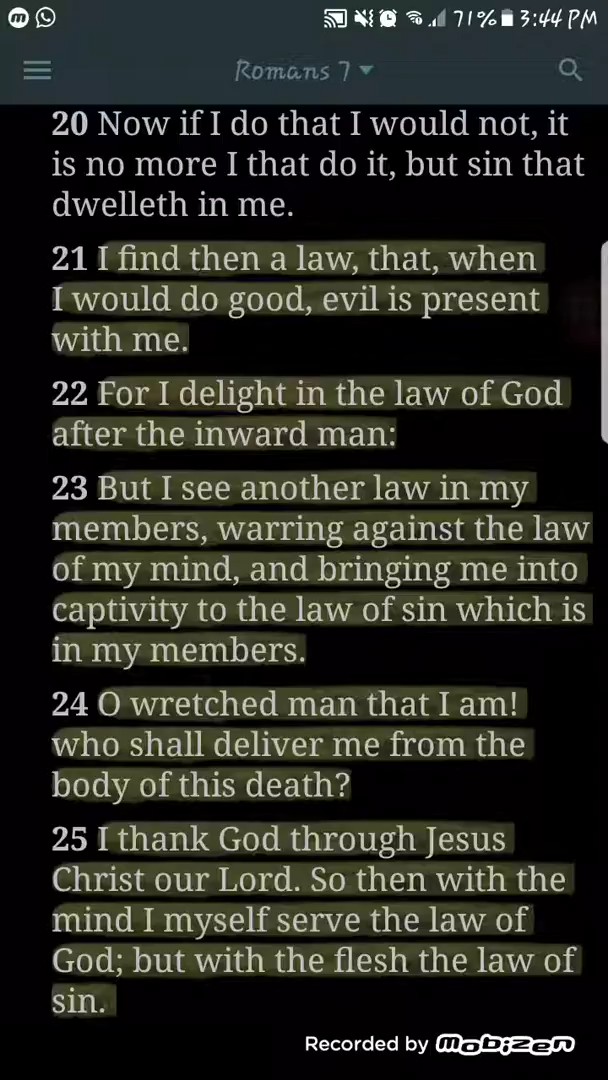 71% 3:44 PM
Romans 7
20 Now if I do that I would not, it
is no more I that do it, but sin that
dwelleth in me.
21 I find then a law, that, when
I would do good, evil is present
with me.
22 For I delight in the law of God
after the inward man:
23 But I see another law in my
members, warring against the law
of my mind, and bringing me into
captivity to the law of sin which is
in my members.
24 O wretched man that I am!
who shall deliver me from the
body of this death?
25 I thank God through Jesus
Christ our Lord. So then with the
mind I myself serve the law of
God; but with the flesh the law of
sin.
Recorded by Mobizen